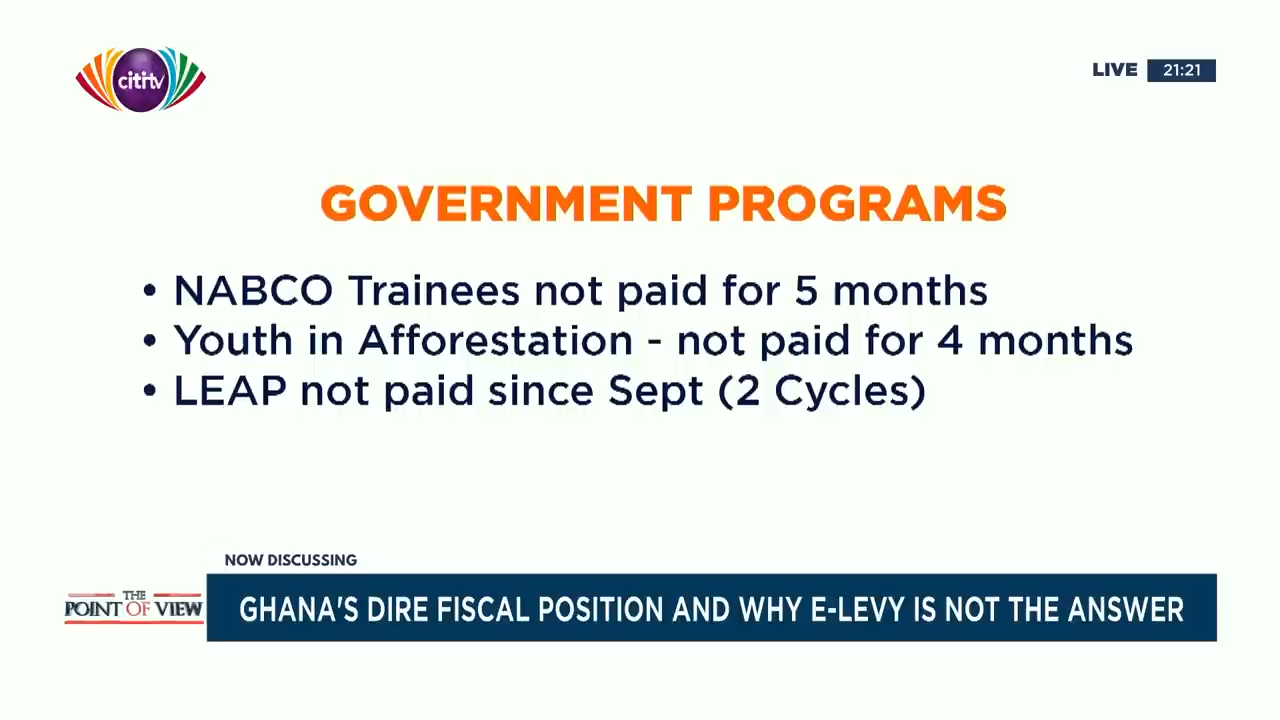 citi tv
LIVE 21:21
GOVERNMENT PROGRAMS
• NABCO Trainees not paid for 5 months
• Youth in Afforestation - not paid for 4 months
• LEAP not paid since Sept (2 Cycles)
NOW DISCUSSING
THE
POINT OF VIEW
GHANA'S DIRE FISCAL POSITION AND WHY E-LEVY IS NOT THE ANSWER